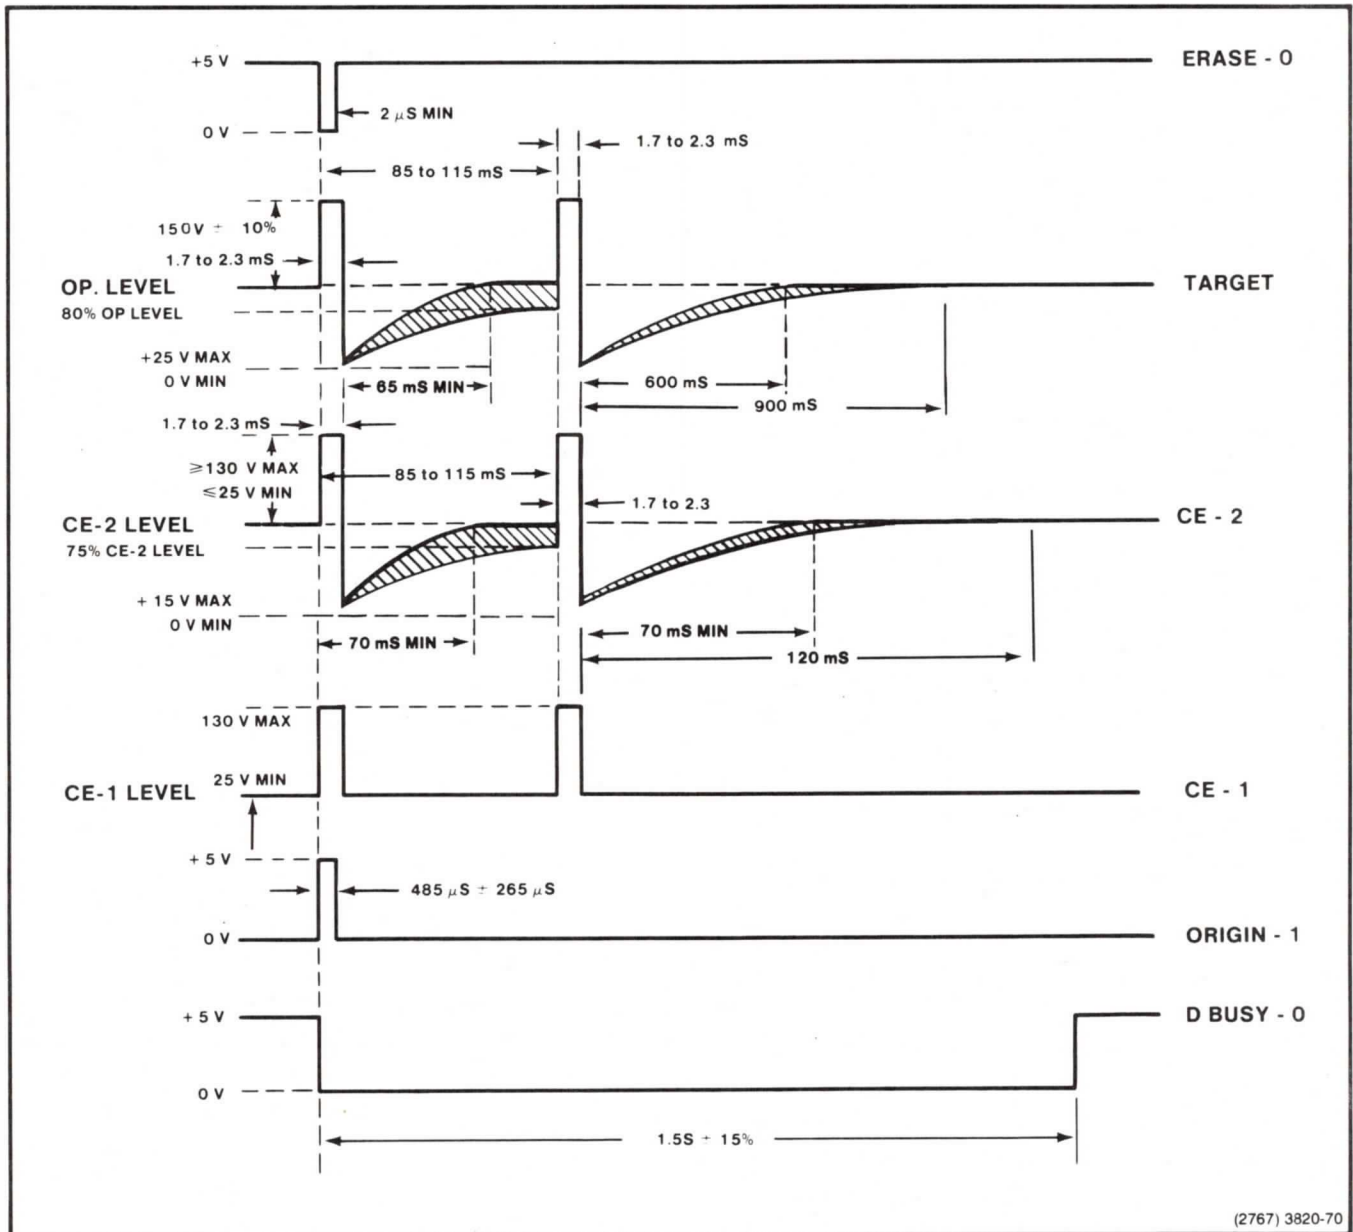 +5 V
ERASE - 0
2 μS MIN
0 V
1.7 to 2.3 mS
85 to 115 mS
150V ± 10%
1.7 to 2.3 mS
OP. LEVEL
TARGET
80% OP LEVEL
+25 V MAX
0 V MIN
65 mS MIN
600 mS
900 mS
1.7 to 2.3 mS
≥130 V MAX
≤25 V MIN
85 to 115 mS
1.7 to 2.3
CE-2 LEVEL
CE - 2
75% CE-2 LEVEL
+ 15 V MAX
0 V MIN
70 mS MIN
70 mS MIN
120 mS
130 V MAX
25 V MIN
CE-1 LEVEL
CE - 1
+ 5 V
485 μS ± 265 μS
0 V
ORIGIN - 1
+ 5 V
D BUSY - 0
0 V
1.5S ± 15%
(2767) 3820-70